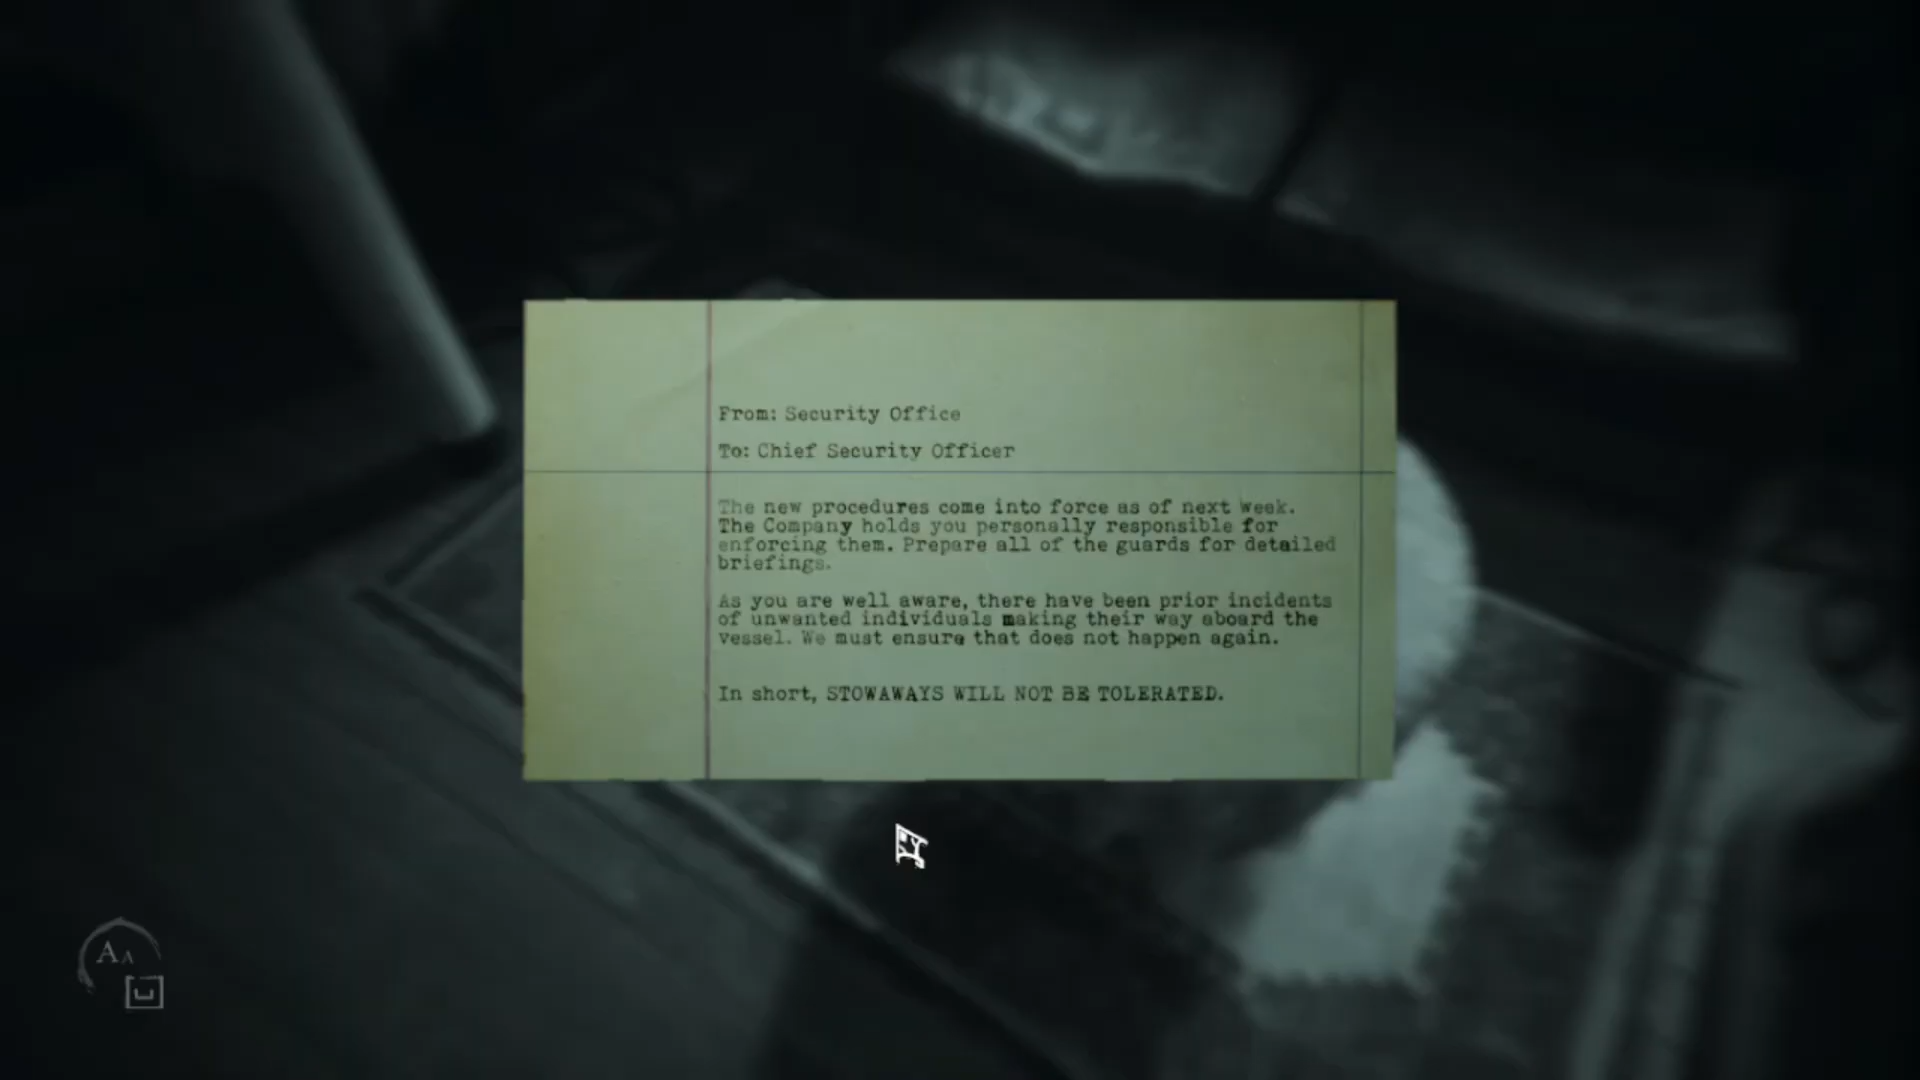 From: Security Office
To: Chief Security Officer
The new procedures come into force as of next week.
The Company holds you personally responsible for
enforcing them. Prepare all of the guards for detailed
briefings.
As you are well aware, there have been prior incidents
of unwanted individuals making their way aboard the
vessel. We must ensure that does not happen again.
In short, STOWAWAYS WILL NOT BE TOLERATED.
AA